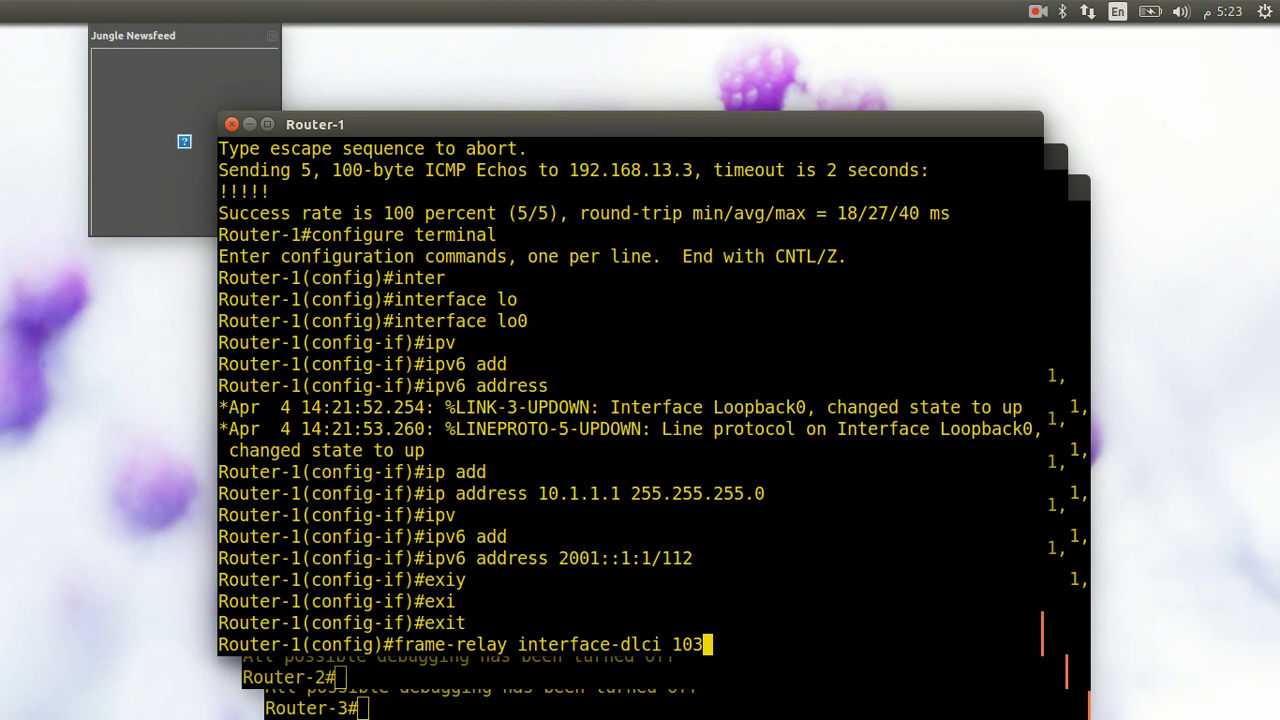 En
5:23 م
Jungle Newsfeed
?
Router-1
Type escape sequence to abort.
Sending 5, 100-byte ICMP Echos to 192.168.13.3, timeout is 2 seconds:
!!!!!
Success rate is 100 percent (5/5), round-trip min/avg/max = 18/27/40 ms
Router-1#configure terminal
Enter configuration commands, one per line.  End with CNTL/Z.
Router-1(config)#inter
Router-1(config)#interface lo
Router-1(config)#interface lo0
Router-1(config-if)#ipv
Router-1(config-if)#ipv6 add
Router-1(config-if)#ipv6 address
*Apr  4 14:21:52.254: %LINK-3-UPDOWN: Interface Loopback0, changed state to up
*Apr  4 14:21:53.260: %LINEPROTO-5-UPDOWN: Line protocol on Interface Loopback0,
 changed state to up
Router-1(config-if)#ip add
Router-1(config-if)#ip address 10.1.1.1 255.255.255.0
Router-1(config-if)#ipv
Router-1(config-if)#ipv6 add
Router-1(config-if)#ipv6 address 2001::1:1/112
Router-1(config-if)#exiy
Router-1(config-if)#exi
Router-1(config-if)#exit
Router-1(config)#frame-relay interface-dlci 103
1,
1,
1,
1,
1,
1,
1,
1,
1,
1,
All possible debugging has been turned off
Router-2#
All possible debugging has been turned off
Router-3#